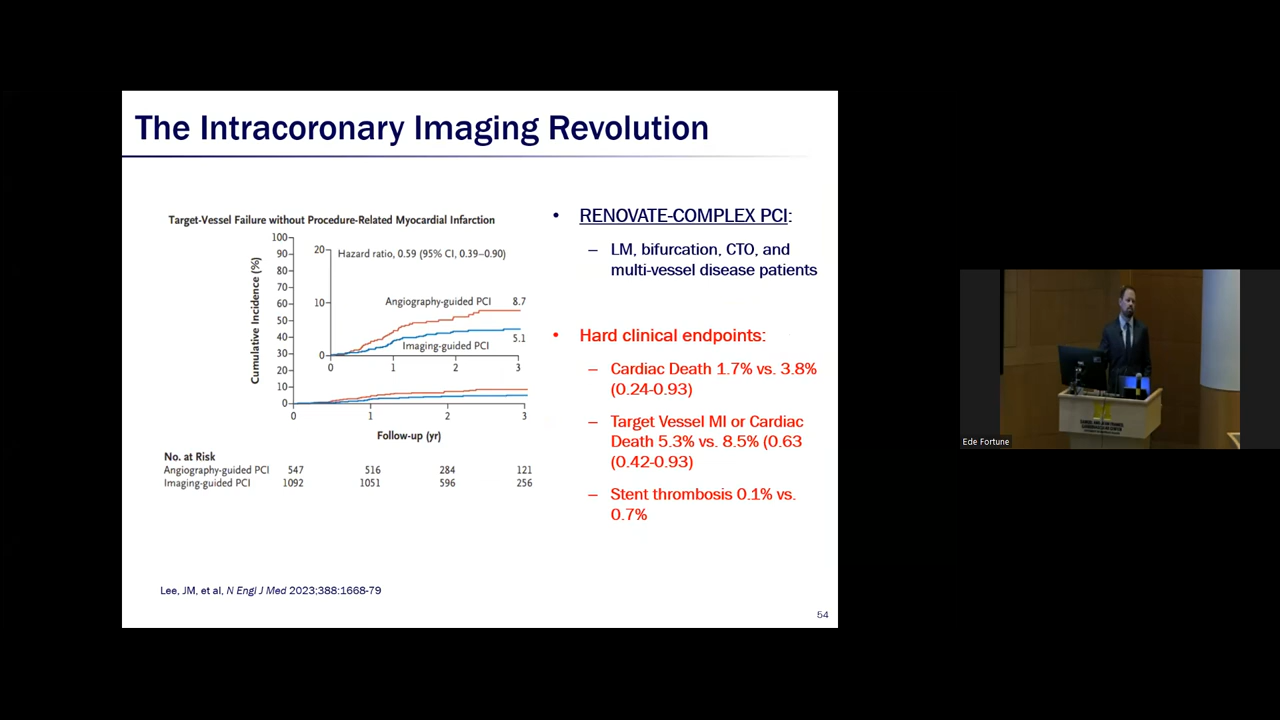 The Intracoronary Imaging Revolution
Target-Vessel Failure without Procedure-Related Myocardial Infarction
Cumulative Incidence (%)
100
90
80
70
60
50
40
30
20
10
0
20
10
0
Hazard ratio, 0.59 (95% CI, 0.39–0.90)
Angiography-guided PCI 8.7
Imaging-guided PCI 5.1
0 1 2 3
0 1 2 3
Follow-up (yr)
No. at Risk
Angiography-guided PCI 547 516 284 121
Imaging-guided PCI 1092 1051 596 256
• RENOVATE-COMPLEX PCI:
– LM, bifurcation, CTO, and
multi-vessel disease patients
• Hard clinical endpoints:
– Cardiac Death 1.7% vs. 3.8%
(0.24-0.93)
– Target Vessel MI or Cardiac
Death 5.3% vs. 8.5% (0.63
(0.42-0.93)
– Stent thrombosis 0.1% vs.
0.7%
Lee, JM, et al, N Engl J Med 2023;388:1668-79
54
Ede Fortune